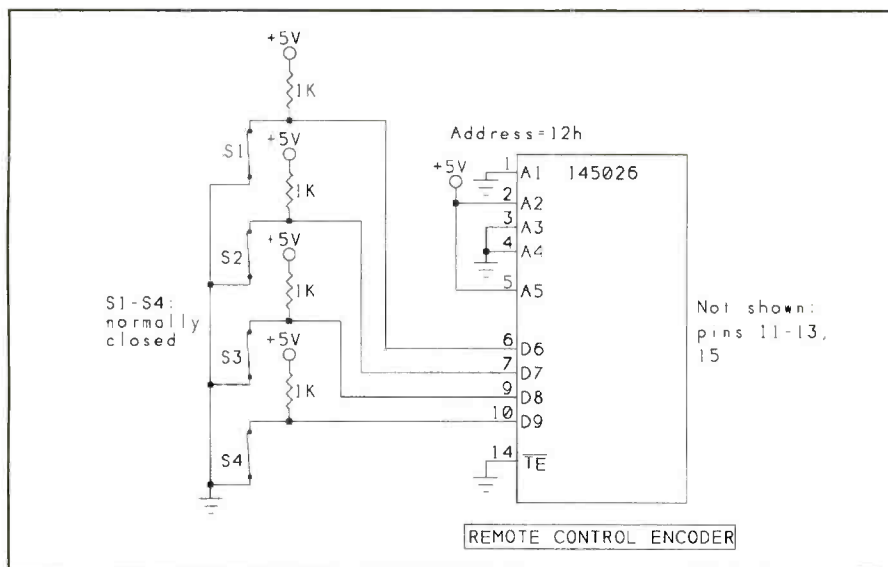 +5V
1K
S1
+5V
1K
S2
+5V
1K
S3
+5V
1K
S4
S1-S4:
normally
closed
Address=12h
+5V
145026
1 A1
2 A2
3 A3
4 A4
5 A5
6 D6
7 D7
9 D8
10 D9
14 TE
Not shown:
pins 11-13,
15
REMOTE CONTROL ENCODER